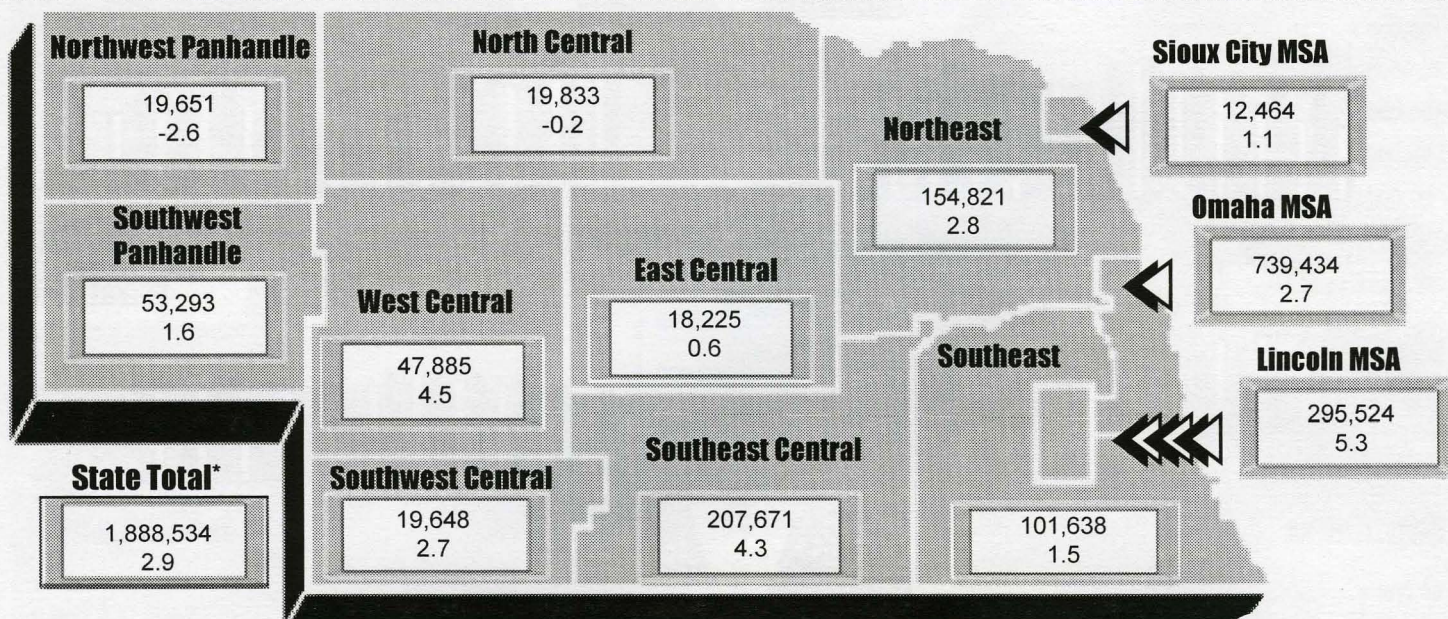 Northwest Panhandle
19,651
-2.6
North Central
19,833
-0.2
Sioux City MSA
12,464
1.1
Northeast
154,821
2.8
Omaha MSA
739,434
2.7
Southwest
Panhandle
53,293
1.6
West Central
47,885
4.5
East Central
18,225
0.6
Southeast
101,638
1.5
Lincoln MSA
295,524
5.3
State Total*
1,888,534
2.9
Southwest Central
19,648
2.7
Southeast Central
207,671
4.3